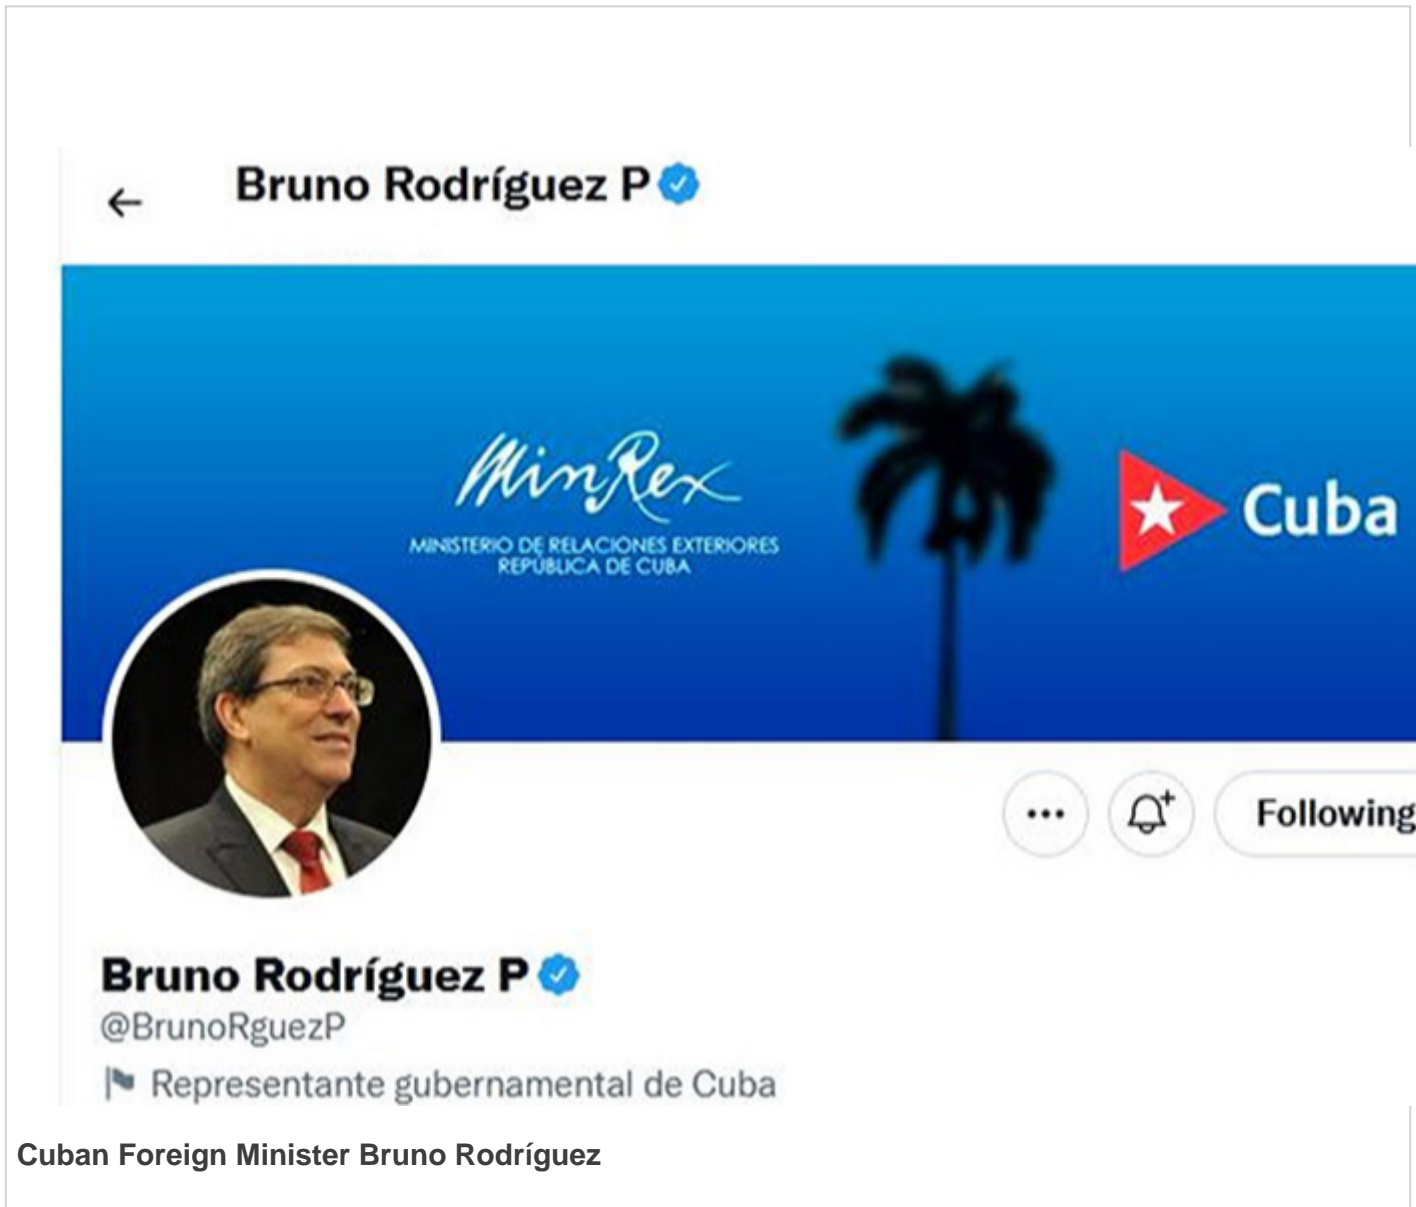 Bruno Rodríguez P
MinRex
MINISTERIO DE RELACIONES EXTERIORES
REPÚBLICA DE CUBA
Cuba
Following
Bruno Rodríguez P
@BrunoRguezP
Representante gubernamental de Cuba
Cuban Foreign Minister Bruno Rodríguez